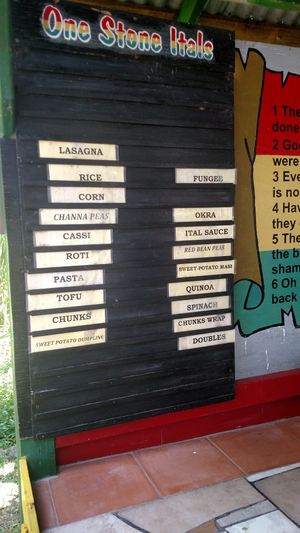 One Stone Itals
LASAGNA
RICE
CORN
CHANNA PEAS
CASSI
ROTI
PASTA
TOFU
CHUNKS
SWEET POTATO DUMPLING
FUNGEE
OKRA
ITAL SAUCE
RED BEAN PEAS
SWEET POTATO MASH
QUINOA
SPINACH
CHUNKS WRAP
DOUBLES
1 The
done
2 Go
were
3 Eve
is no
4 Ha
they
5 The
the b
sham
6 Oh
back